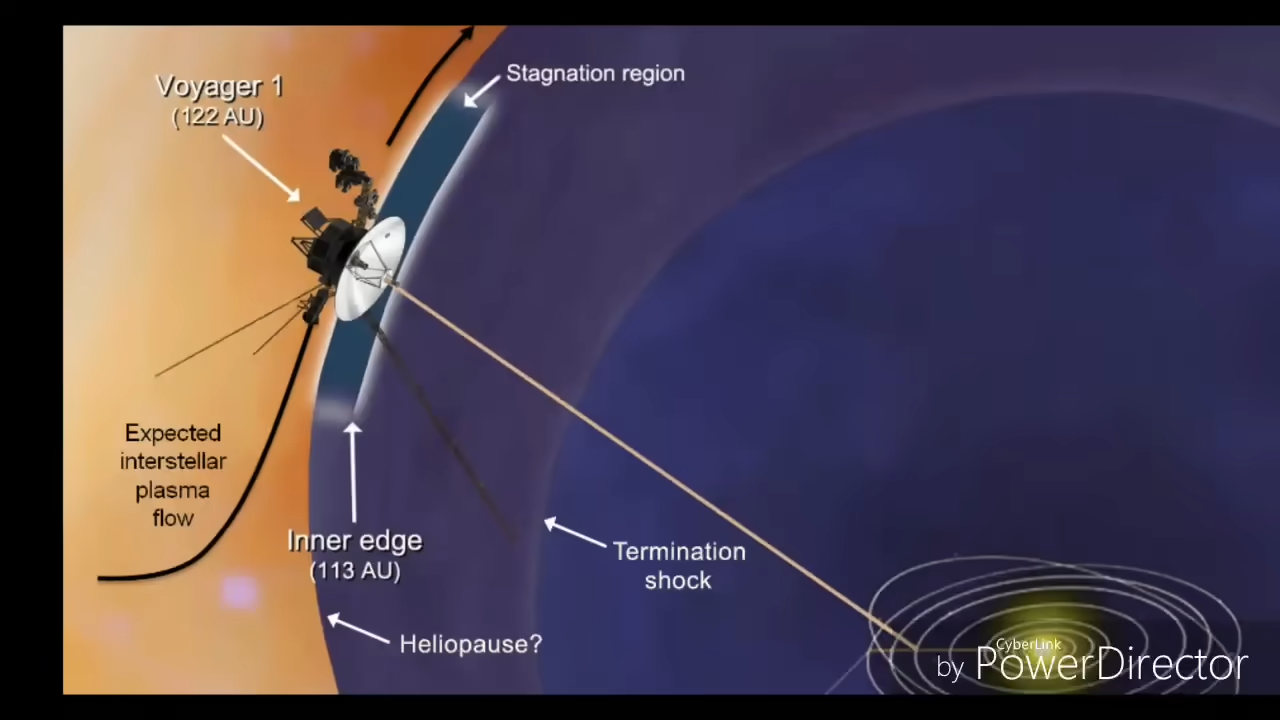 Stagnation region
Voyager 1
(122 AU)
Expected
interstellar
plasma
flow
Inner edge
(113 AU)
Termination
shock
Heliopause?
CyberLink
by PowerDirector